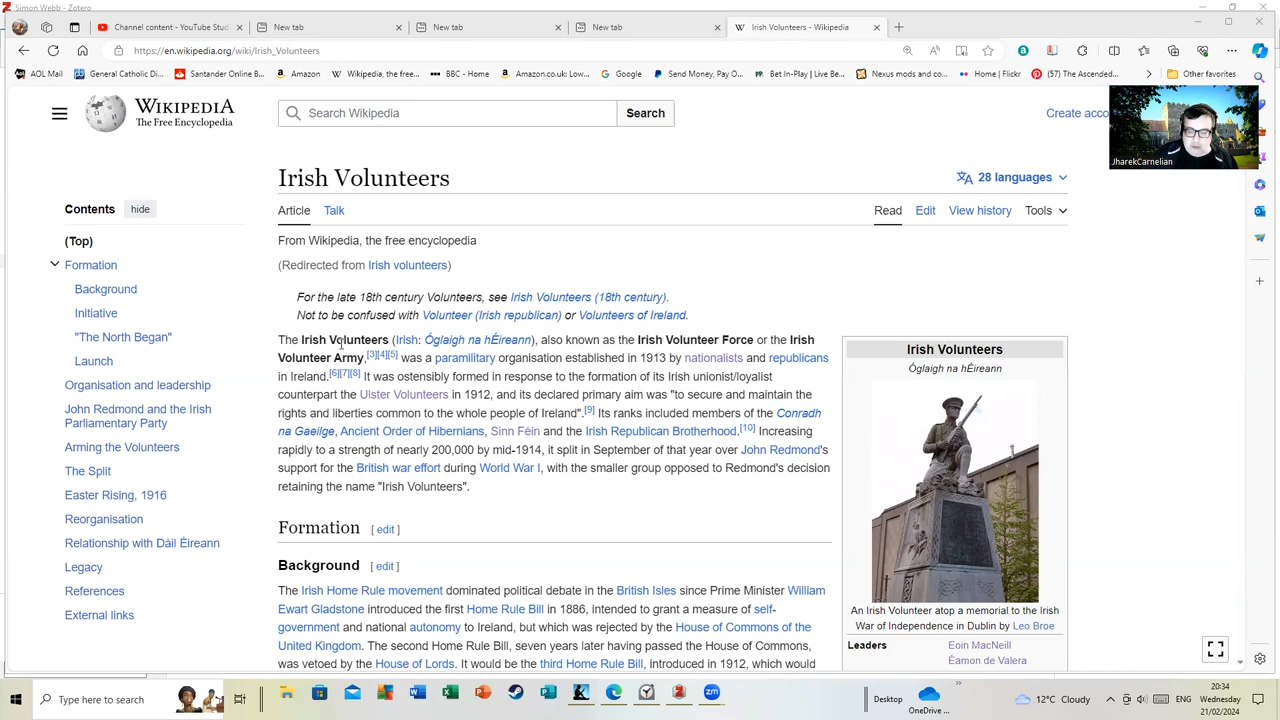 Simon Webb - Zotero
Channel content - YouTube Studi
New tab
New tab
New tab
Irish Volunteers - Wikipedia
https://en.wikipedia.org/wiki/Irish_Volunteers
AOL Mail
General Catholic Di...
Santander Online B...
Amazon
Wikipedia, the free...
BBC - Home
Amazon.co.uk: Low...
Google
Send Money, Pay O...
Bet In-Play | Live Be...
Nexus mods and co...
Home | Flickr
(57) The Ascended...
Other favorites
WIKIPEDIA
The Free Encyclopedia
Search Wikipedia
Search
Create acco
JharekCarnelian
Irish Volunteers
28 languages
Article Talk
Read Edit View history Tools
Contents hide
(Top)
Formation
Background
Initiative
"The North Began"
Launch
Organisation and leadership
John Redmond and the Irish
Parliamentary Party
Arming the Volunteers
The Split
Easter Rising, 1916
Reorganisation
Relationship with Dáil Éireann
Legacy
References
External links
From Wikipedia, the free encyclopedia
(Redirected from Irish volunteers)
For the late 18th century Volunteers, see Irish Volunteers (18th century).
Not to be confused with Volunteer (Irish republican) or Volunteers of Ireland.
The Irish Volunteers (Irish: Óglaigh na hÉireann), also known as the Irish Volunteer Force or the Irish
Volunteer Army,[3][4][5] was a paramilitary organisation established in 1913 by nationalists and republicans
in Ireland.[6][7][8] It was ostensibly formed in response to the formation of its Irish unionist/loyalist
counterpart the Ulster Volunteers in 1912, and its declared primary aim was "to secure and maintain the
rights and liberties common to the whole people of Ireland".[9] Its ranks included members of the Conradh
na Gaeilge, Ancient Order of Hibernians, Sinn Féin and the Irish Republican Brotherhood.[10] Increasing
rapidly to a strength of nearly 200,000 by mid-1914, it split in September of that year over John Redmond's
support for the British war effort during World War I, with the smaller group opposed to Redmond's decision
retaining the name "Irish Volunteers".
Formation [ edit ]
Background [ edit ]
The Irish Home Rule movement dominated political debate in the British Isles since Prime Minister William
Ewart Gladstone introduced the first Home Rule Bill in 1886, intended to grant a measure of self-
government and national autonomy to Ireland, but which was rejected by the House of Commons of the
United Kingdom. The second Home Rule Bill, seven years later having passed the House of Commons,
was vetoed by the House of Lords. It would be the third Home Rule Bill, introduced in 1912, which would
Irish Volunteers
Óglaigh na hÉireann
An Irish Volunteer atop a memorial to the Irish
War of Independence in Dublin by Leo Broe
Leaders Eoin MacNeill
Éamon de Valera
Type here to search
Desktop
OneDrive ...
12°C Cloudy
ENG
20:34
Wednesday
21/02/2024